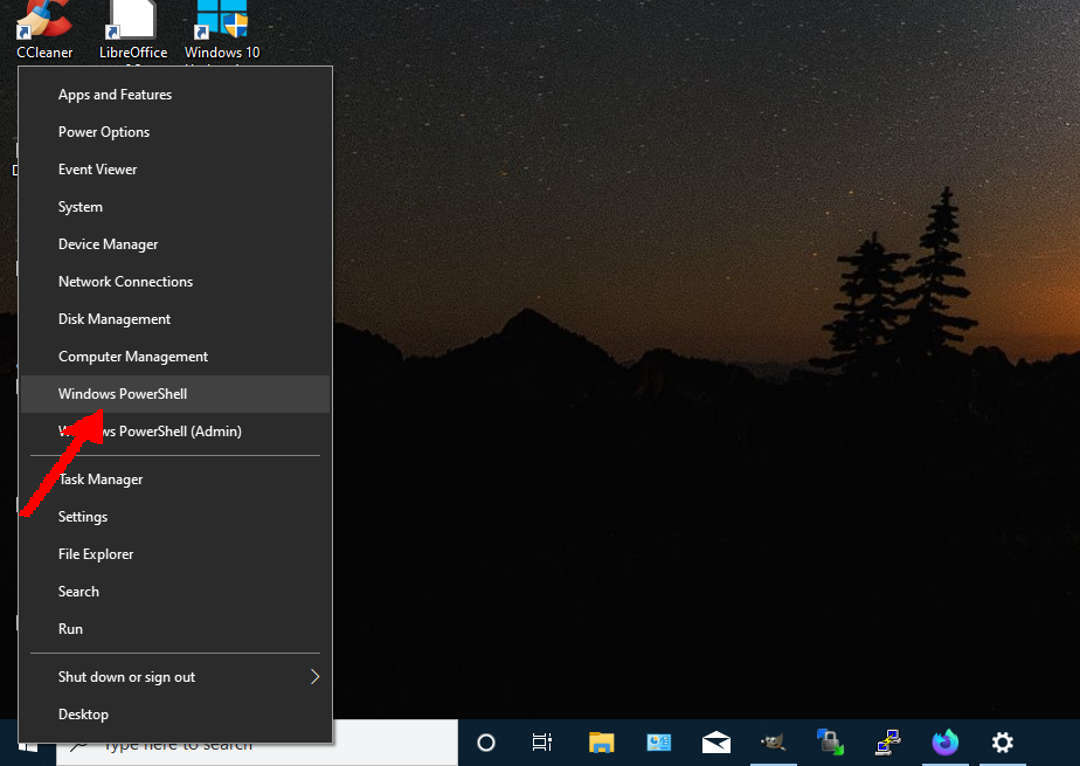 CCleaner
LibreOffice
Windows 10
Apps and Features
Power Options
Event Viewer
System
Device Manager
Network Connections
Disk Management
Computer Management
Windows PowerShell
PowerShell (Admin)
Task Manager
Settings
File Explorer
Search
Run
Shut down or sign out
Desktop
Type here to search